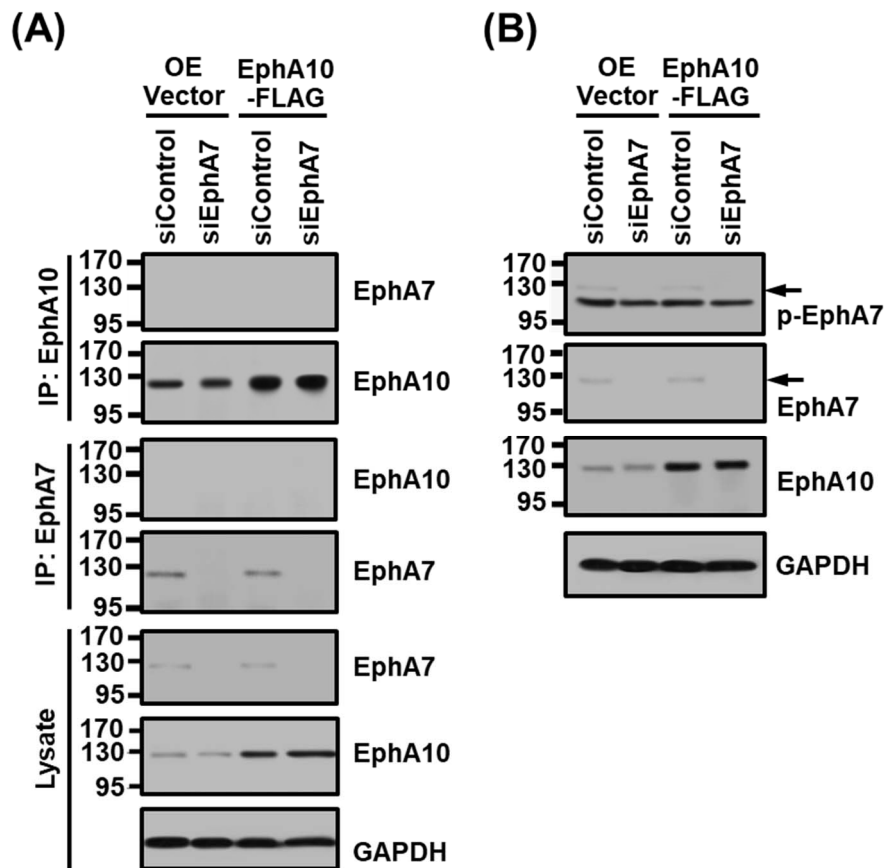 (A)
OE
Vector
EphA10
-FLAG
siControl
siEphA7
siControl
siEphA7
IP: EphA10
170
130
95
EphA7
170
130
95
EphA10
IP: EphA7
170
130
95
EphA10
170
130
95
EphA7
Lysate
170
130
95
EphA7
170
130
95
EphA10
GAPDH
(B)
OE
Vector
EphA10
-FLAG
siControl
siEphA7
siControl
siEphA7
170
130
95
p-EphA7
170
130
95
EphA7
170
130
95
EphA10
GAPDH